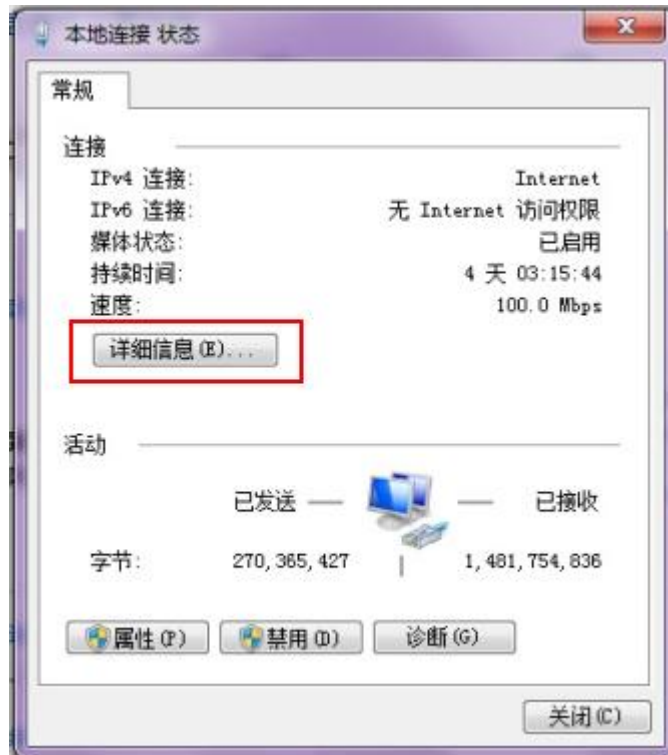 本地连接 状态
常规
连接
IPv4 连接: Internet
IPv6 连接: 无 Internet 访问权限
媒体状态: 已启用
持续时间: 4 天 03:15:44
速度: 100.0 Mbps
详细信息(E)...
活动
已发送 — — 已接收
字节: 270,365,427 | 1,481,754,836
属性(P) 禁用(D) 诊断(G)
关闭(C)